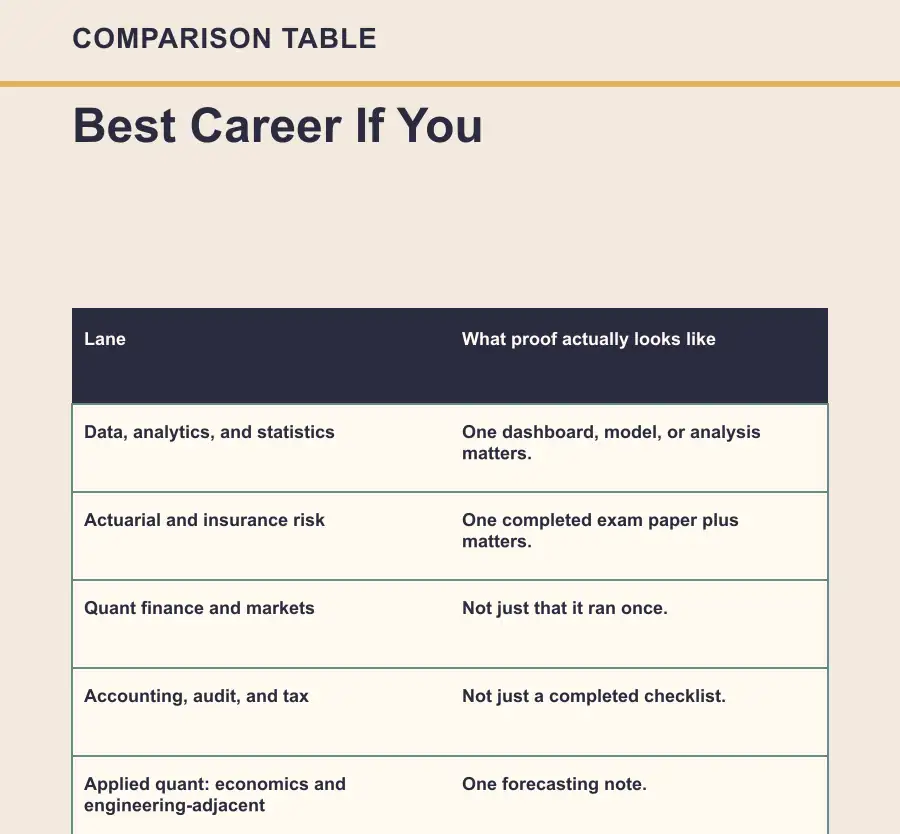 COMPARISON TABLE
Best Career If You
Lane
What proof actually looks like
Data, analytics, and statistics
One dashboard, model, or analysis
matters.
Actuarial and insurance risk
One completed exam paper plus
matters.
Quant finance and markets
Not just that it ran once.
Accounting, audit, and tax
Not just a completed checklist.
Applied quant: economics and
engineering-adjacent
One forecasting note.